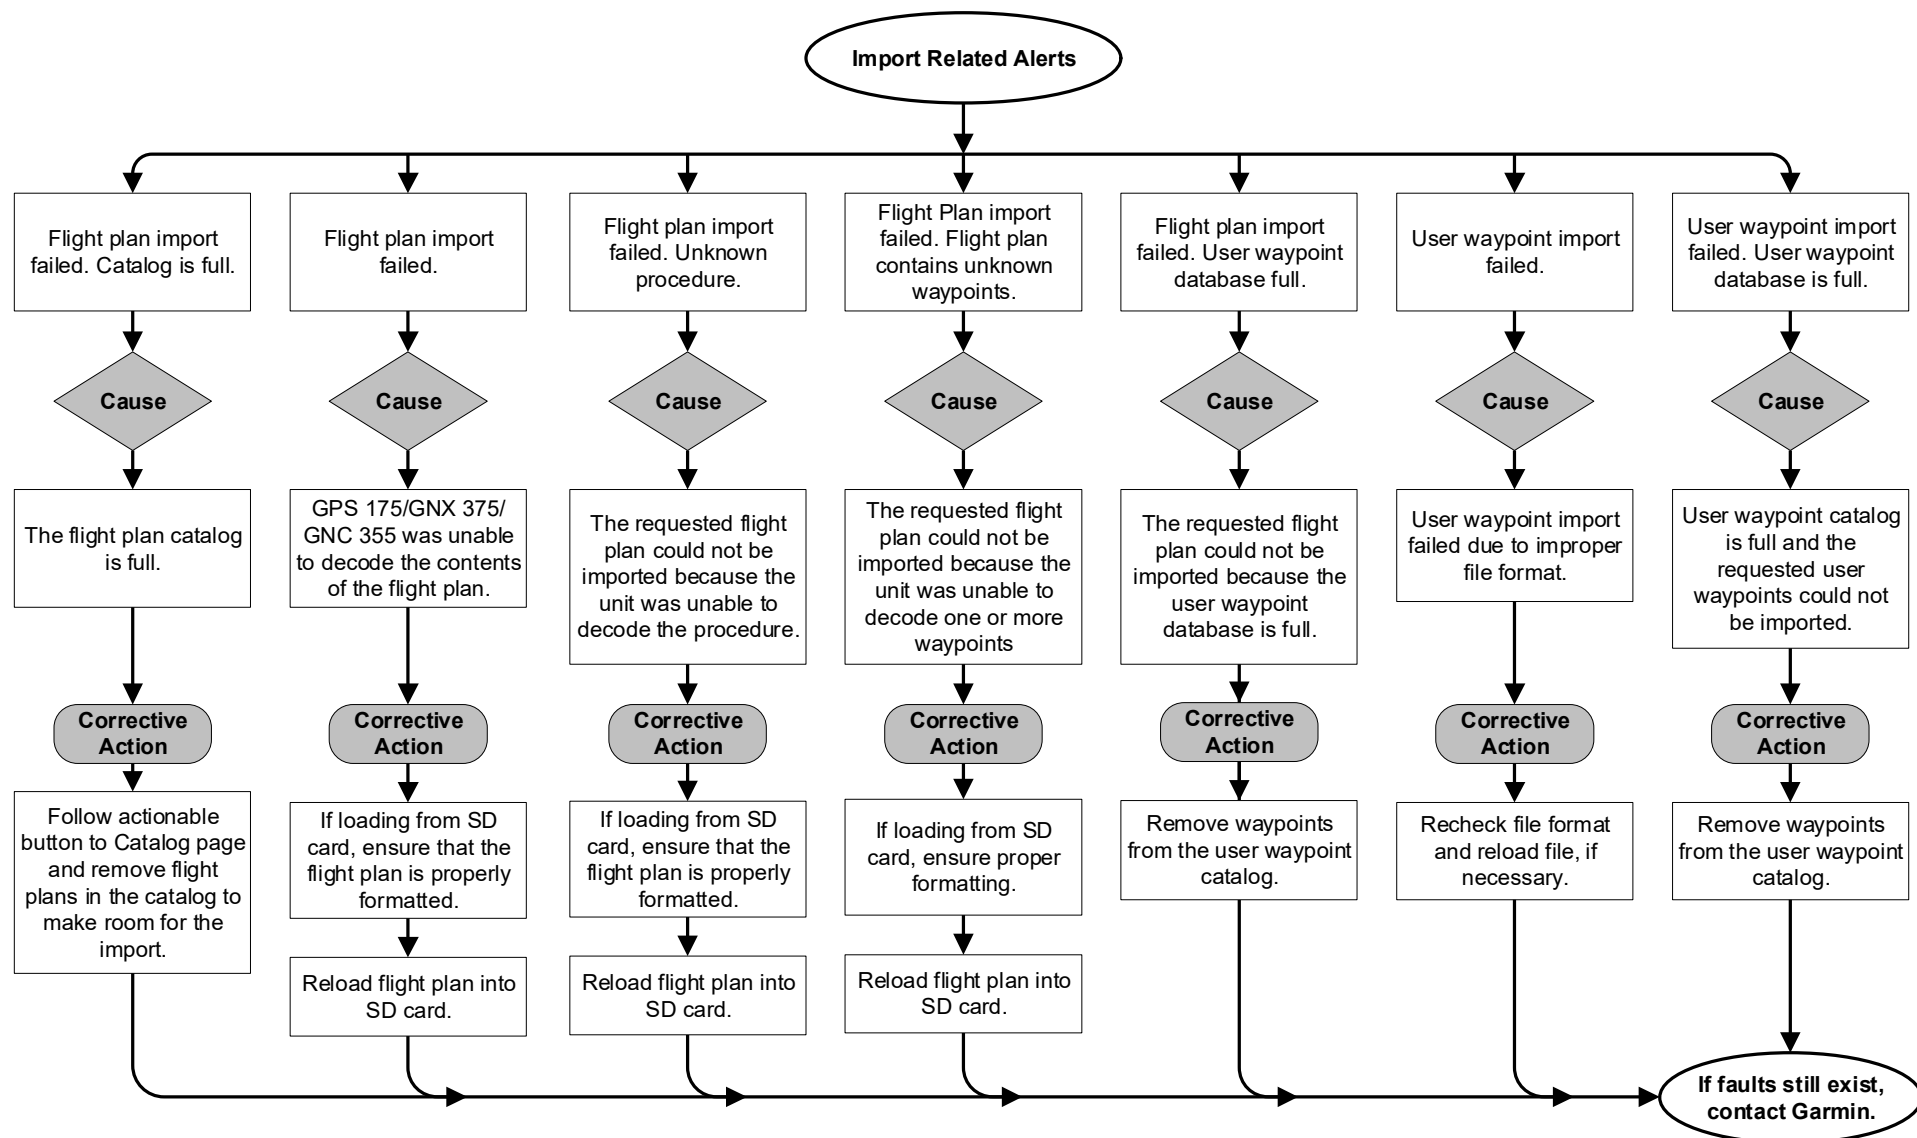 Import Related Alerts
Flight plan import
failed. Catalog is full.
Flight plan import
failed.
Flight plan import
failed. Unknown
procedure.
Flight Plan import
failed. Flight plan
contains unknown
waypoints.
Flight plan import
failed. User waypoint
database full.
User waypoint import
failed.
User waypoint import
failed. User waypoint
database is full.
Cause
Cause
Cause
Cause
Cause
Cause
Cause
The flight plan catalog
is full.
GPS 175/GNX 375/
GNC 355 was unable
to decode the contents
of the flight plan.
The requested flight
plan could not be
imported because the
unit was unable to
decode the procedure.
The requested flight
plan could not be
imported because the
unit was unable to
decode one or more
waypoints
The requested flight
plan could not be
imported because the
user waypoint
database is full.
User waypoint import
failed due to improper
file format.
User waypoint catalog
is full and the
requested user
waypoints could not
be imported.
Corrective
Action
Corrective
Action
Corrective
Action
Corrective
Action
Corrective
Action
Corrective
Action
Corrective
Action
Follow actionable
button to Catalog page
and remove flight
plans in the catalog to
make room for the
import.
If loading from SD
card, ensure that the
flight plan is properly
formatted.
If loading from SD
card, ensure that the
flight plan is properly
formatted.
If loading from SD
card, ensure proper
formatting.
Remove waypoints
from the user waypoint
catalog.
Recheck file format
and reload file, if
necessary.
Remove waypoints
from the user waypoint
catalog.
Reload flight plan into
SD card.
Reload flight plan into
SD card.
Reload flight plan into
SD card.
If faults still exist,
contact Garmin.